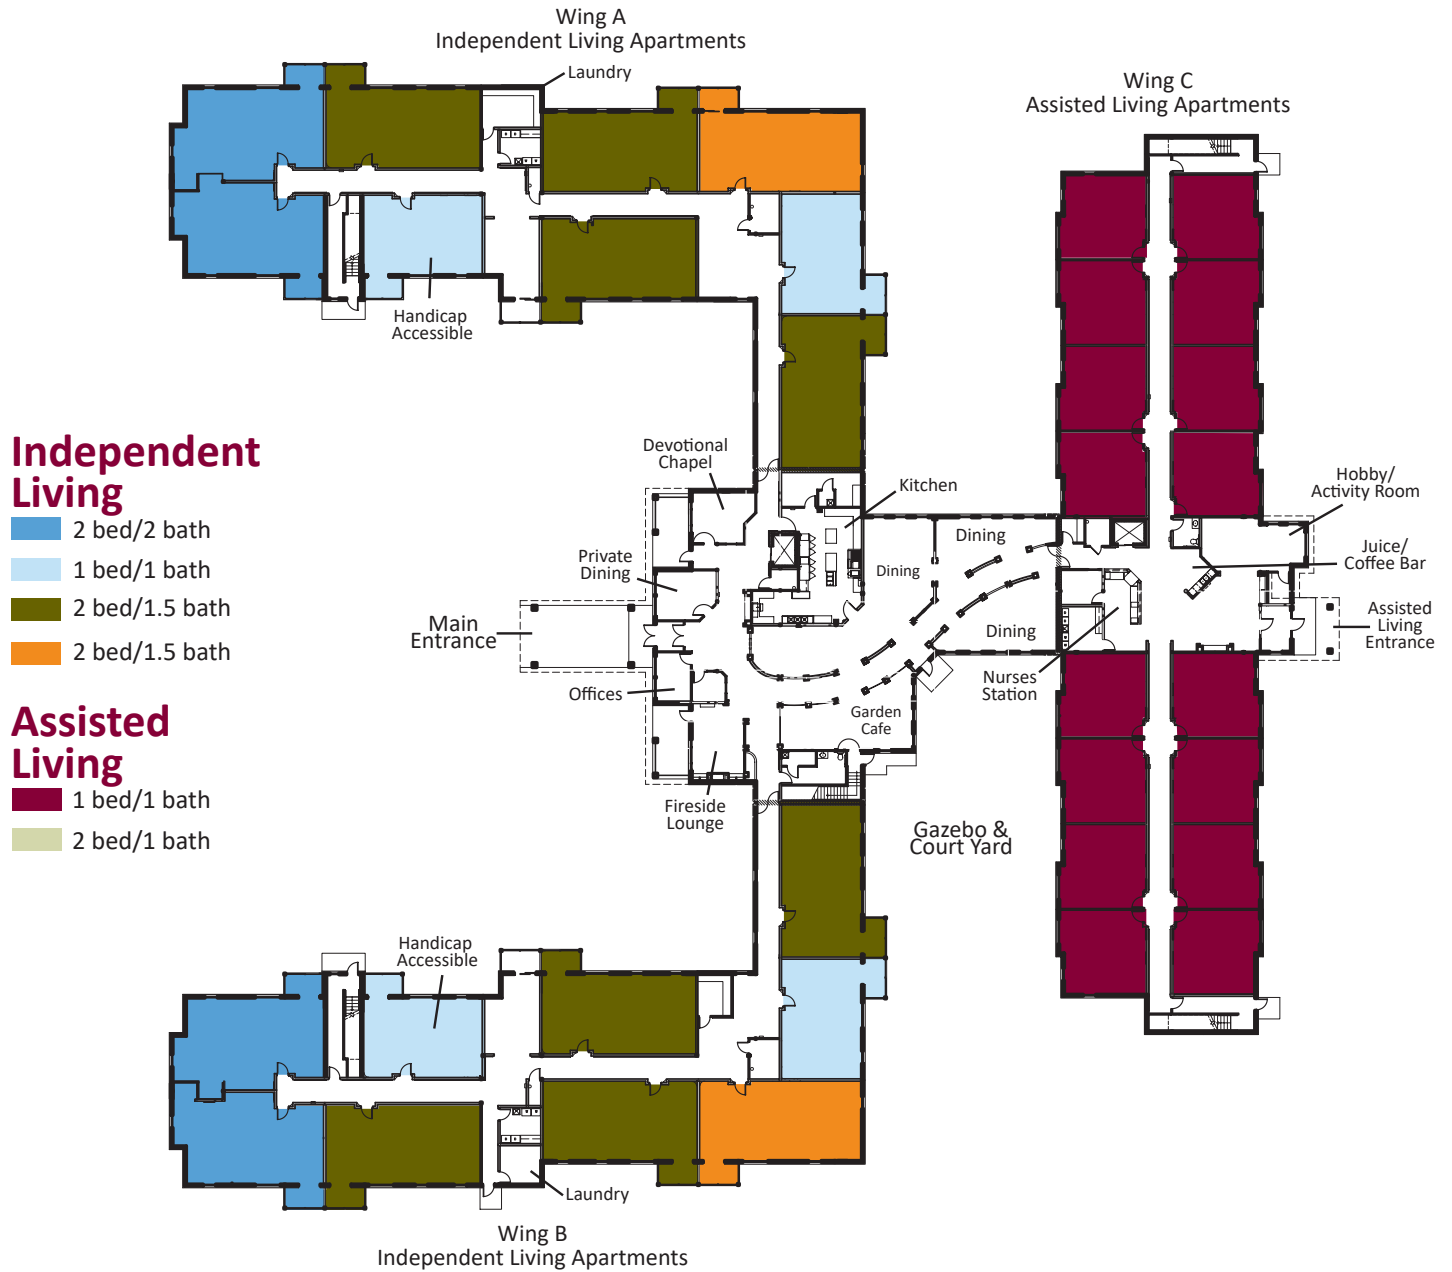 Wing A
Independent Living Apartments
Laundry
Wing C
Assisted Living Apartments
Handicap
Accessible
Independent
Living
2 bed/2 bath
1 bed/1 bath
2 bed/1.5 bath
2 bed/1.5 bath
Assisted
Living
1 bed/1 bath
2 bed/1 bath
Devotional
Chapel
Kitchen
Hobby/
Activity Room
Private
Dining
Dining
Dining
Juice/
Coffee Bar
Main
Entrance
Assisted
Living
Entrance
Dining
Offices
Nurses
Station
Garden
Cafe
Fireside
Lounge
Gazebo &
Court Yard
Handicap
Accessible
Laundry
Wing B
Independent Living Apartments